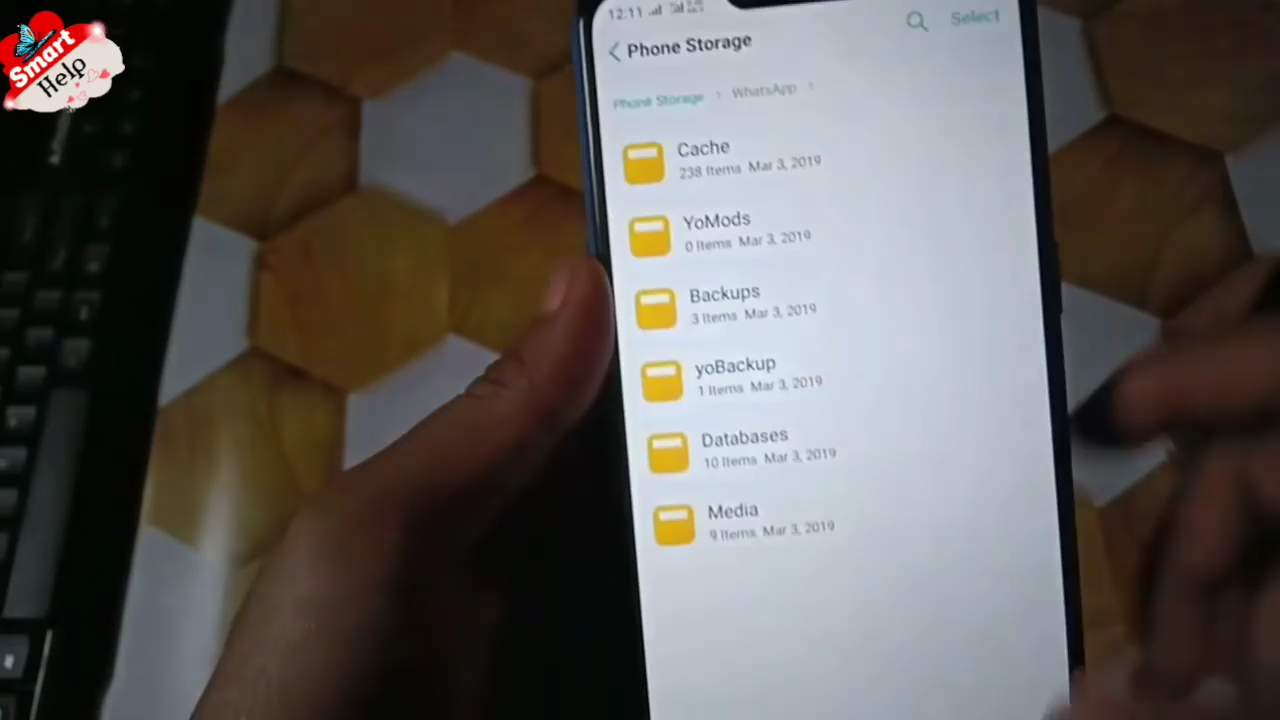 Smart
Help
12:11
Phone Storage
Select
Phone Storage › WhatsApp ›
Cache
238 Items Mar 3, 2019
YoMods
0 Items Mar 3, 2019
Backups
3 Items Mar 3, 2019
yoBackup
1 Items Mar 3, 2019
Databases
10 Items Mar 3, 2019
Media
9 Items Mar 3, 2019